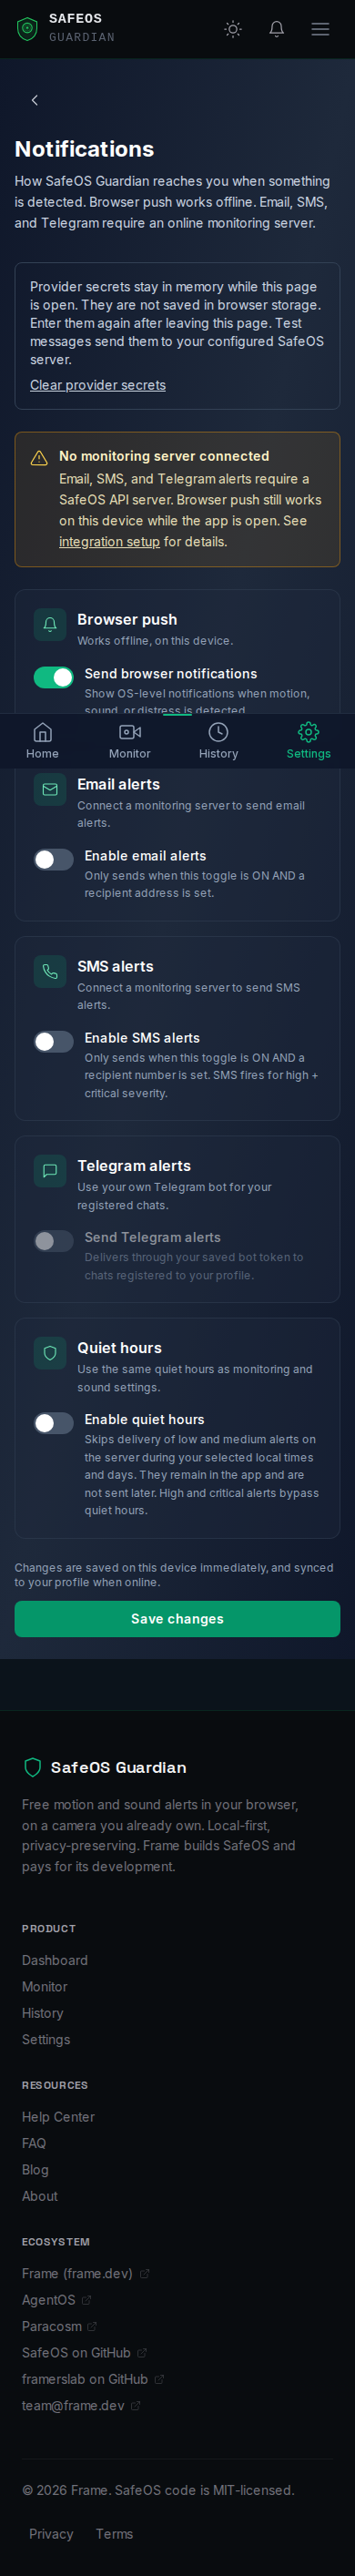 SAFEOS
GUARDIAN
Notifications
How SafeOS Guardian reaches you when something
is detected. Browser push works offline. Email, SMS,
and Telegram require an online monitoring server.
Provider secrets stay in memory while this page
is open. They are not saved in browser storage.
Enter them again after leaving this page. Test
messages send them to your configured SafeOS
server.
Clear provider secrets
No monitoring server connected
Email, SMS, and Telegram alerts require a
SafeOS API server. Browser push still works
on this device while the app is open. See
integration setup for details.
Browser push
Works offline, on this device.
Send browser notifications
Show OS-level notifications when motion,
sound, or distress is detected.
Home
Monitor
History
Settings
Email alerts
Connect a monitoring server to send email
alerts.
Enable email alerts
Only sends when this toggle is ON AND a
recipient address is set.
SMS alerts
Connect a monitoring server to send SMS
alerts.
Enable SMS alerts
Only sends when this toggle is ON AND a
recipient number is set. SMS fires for high +
critical severity.
Telegram alerts
Use your own Telegram bot for your
registered chats.
Send Telegram alerts
Delivers through your saved bot token to
chats registered to your profile.
Quiet hours
Use the same quiet hours as monitoring and
sound settings.
Enable quiet hours
Skips delivery of low and medium alerts on
the server during your selected local times
and days. They remain in the app and are
not sent later. High and critical alerts bypass
quiet hours.
Changes are saved on this device immediately, and synced
to your profile when online.
Save changes
SafeOS Guardian
Free motion and sound alerts in your browser,
on a camera you already own. Local-first,
privacy-preserving. Frame builds SafeOS and
pays for its development.
PRODUCT
Dashboard
Monitor
History
Settings
RESOURCES
Help Center
FAQ
Blog
About
ECOSYSTEM
Frame (frame.dev)
AgentOS
Paracosm
SafeOS on GitHub
framerslab on GitHub
team@frame.dev
© 2026 Frame. SafeOS code is MIT-licensed.
Privacy
Terms